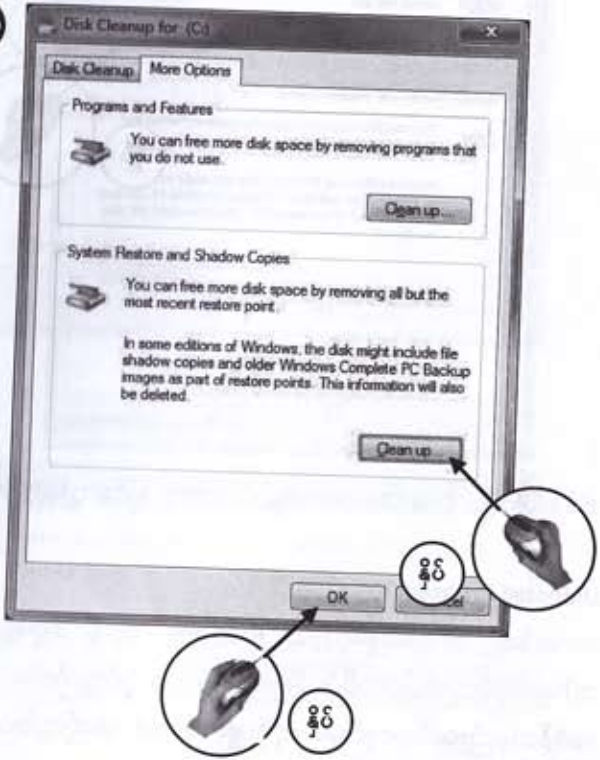 Disk Cleanup for (C:
Disk Cleanup
More Options
Programs and Features
You can free more disk space by removing programs that
you do not use.
Clean up...
System Restore and Shadow Copies
You can free more disk space by removing all but the
most recent restore point.
In some editions of Windows, the disk might include file
shadow copies and older Windows Complete PC Backup
images as part of restore points. This information will also
be deleted.
Clean up...
OK